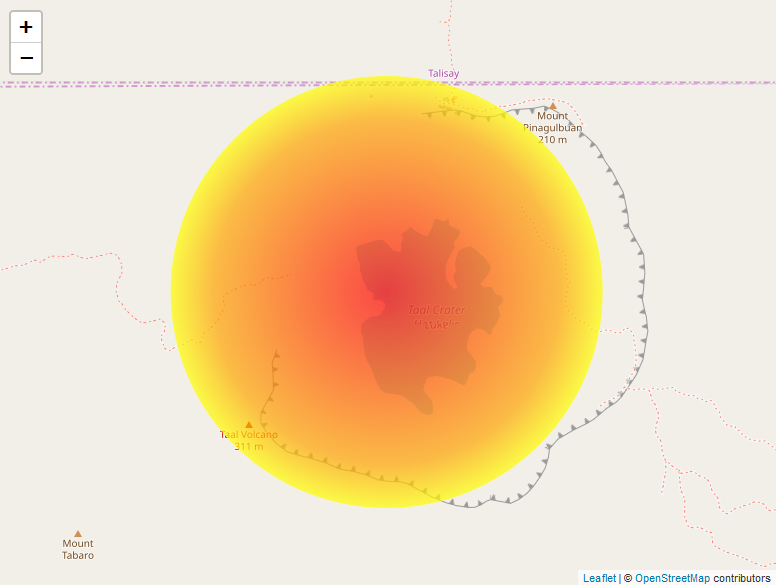 +
−
Talisay
Mount
Pinagulbuan
210 m
Taal Crater
Lake
Taal Volcano
311 m
Mount
Tabaro
Leaflet | © OpenStreetMap contributors